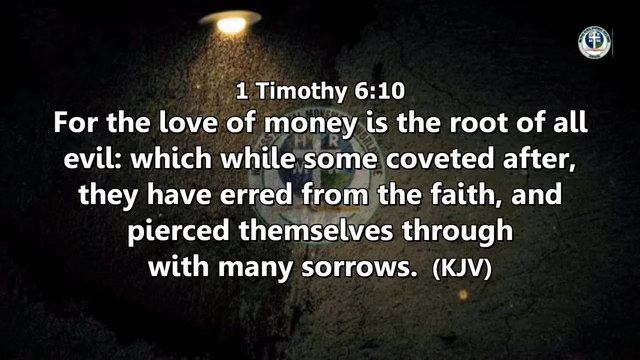 1 Timothy 6:10
For the love of money is the root of all
evil: which while some coveted after,
they have erred from the faith, and
pierced themselves through
with many sorrows. (KJV)